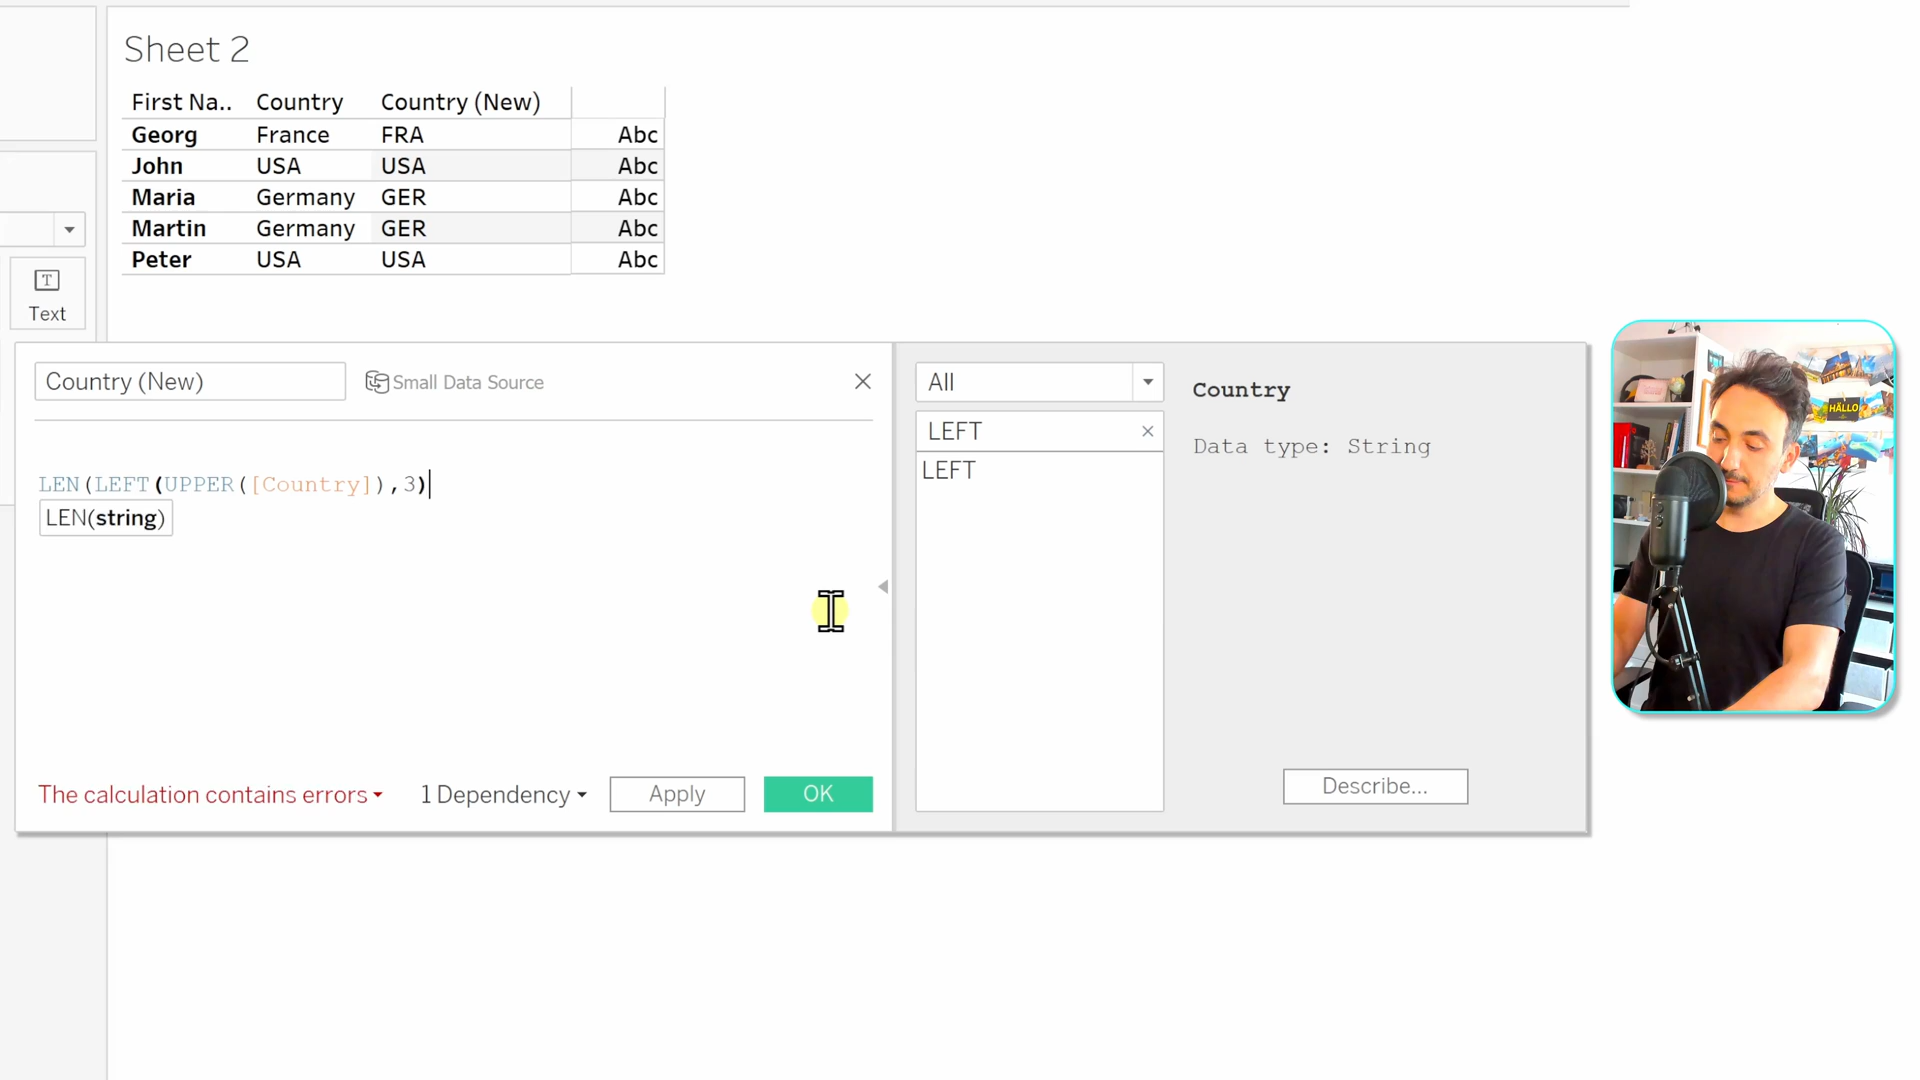 Sheet 2
First Na.. Country Country (New)
Georg France FRA Abc
John USA USA Abc
Maria Germany GER Abc
Martin Germany GER Abc
Peter USA USA Abc
T
Text
Country (New) Small Data Source
LEN(LEFT(UPPER([Country]),3)
LEN(string)
The calculation contains errors 1 Dependency Apply OK
All
LEFT
LEFT
Country
Data type: String
Describe...
HÄLLO